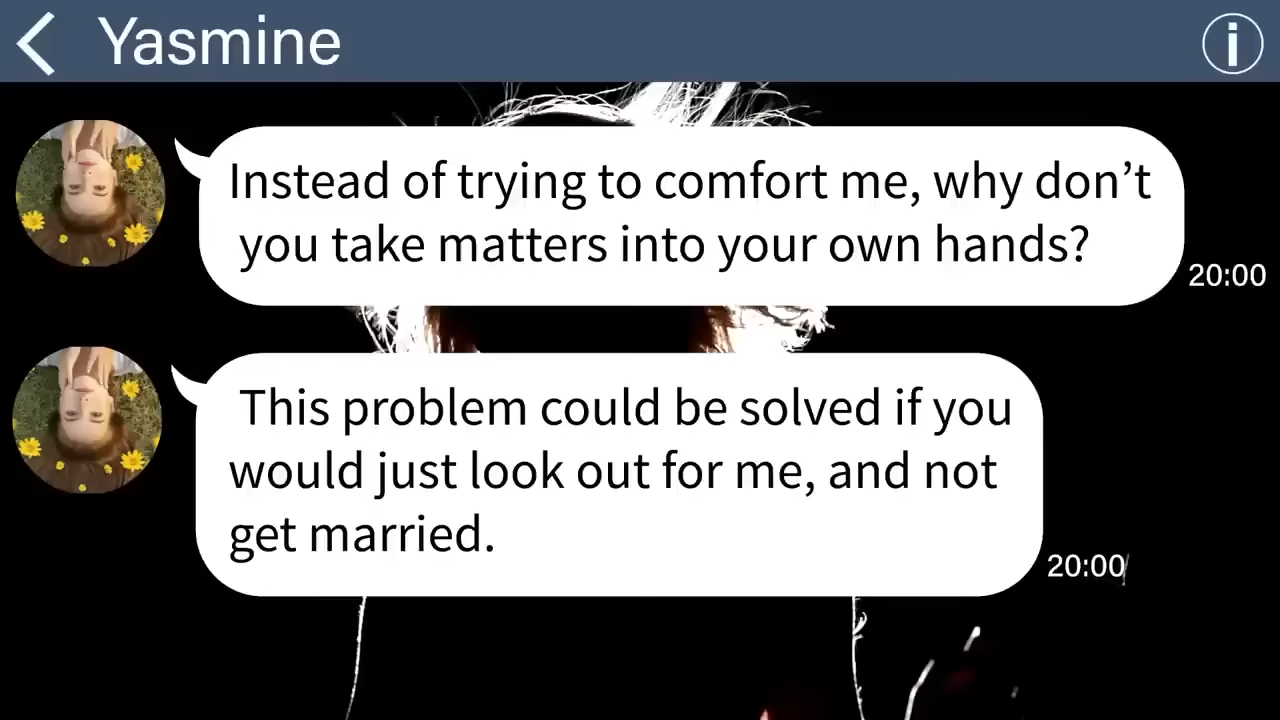 Yasmine
Instead of trying to comfort me, why don’t
you take matters into your own hands?
20:00
This problem could be solved if you
would just look out for me, and not
get married.
20:00